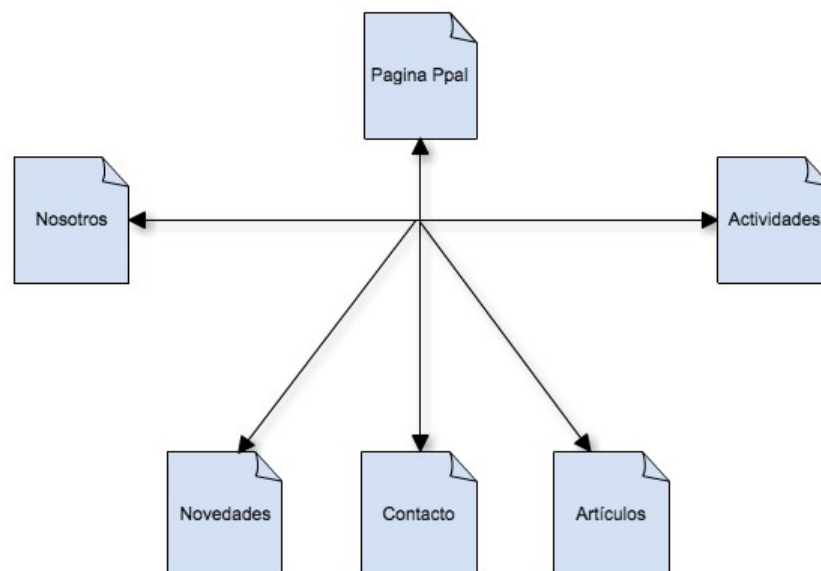 Pagina Ppal
Nosotros
Actividades
Novedades
Contacto
Artículos